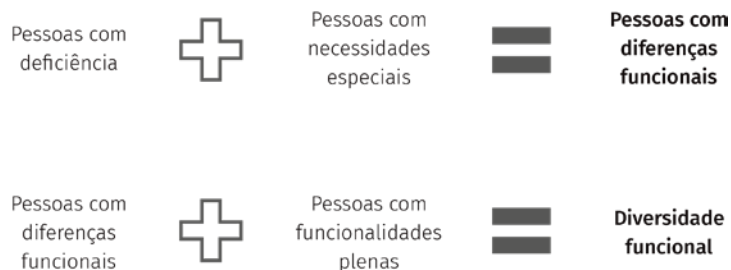 Pessoas com
deficiência
Pessoas com
necessidades
especiais
Pessoas com
diferenças
funcionais
Pessoas com
diferenças
funcionais
Pessoas com
funcionalidades
plenas
Diversidade
funcional